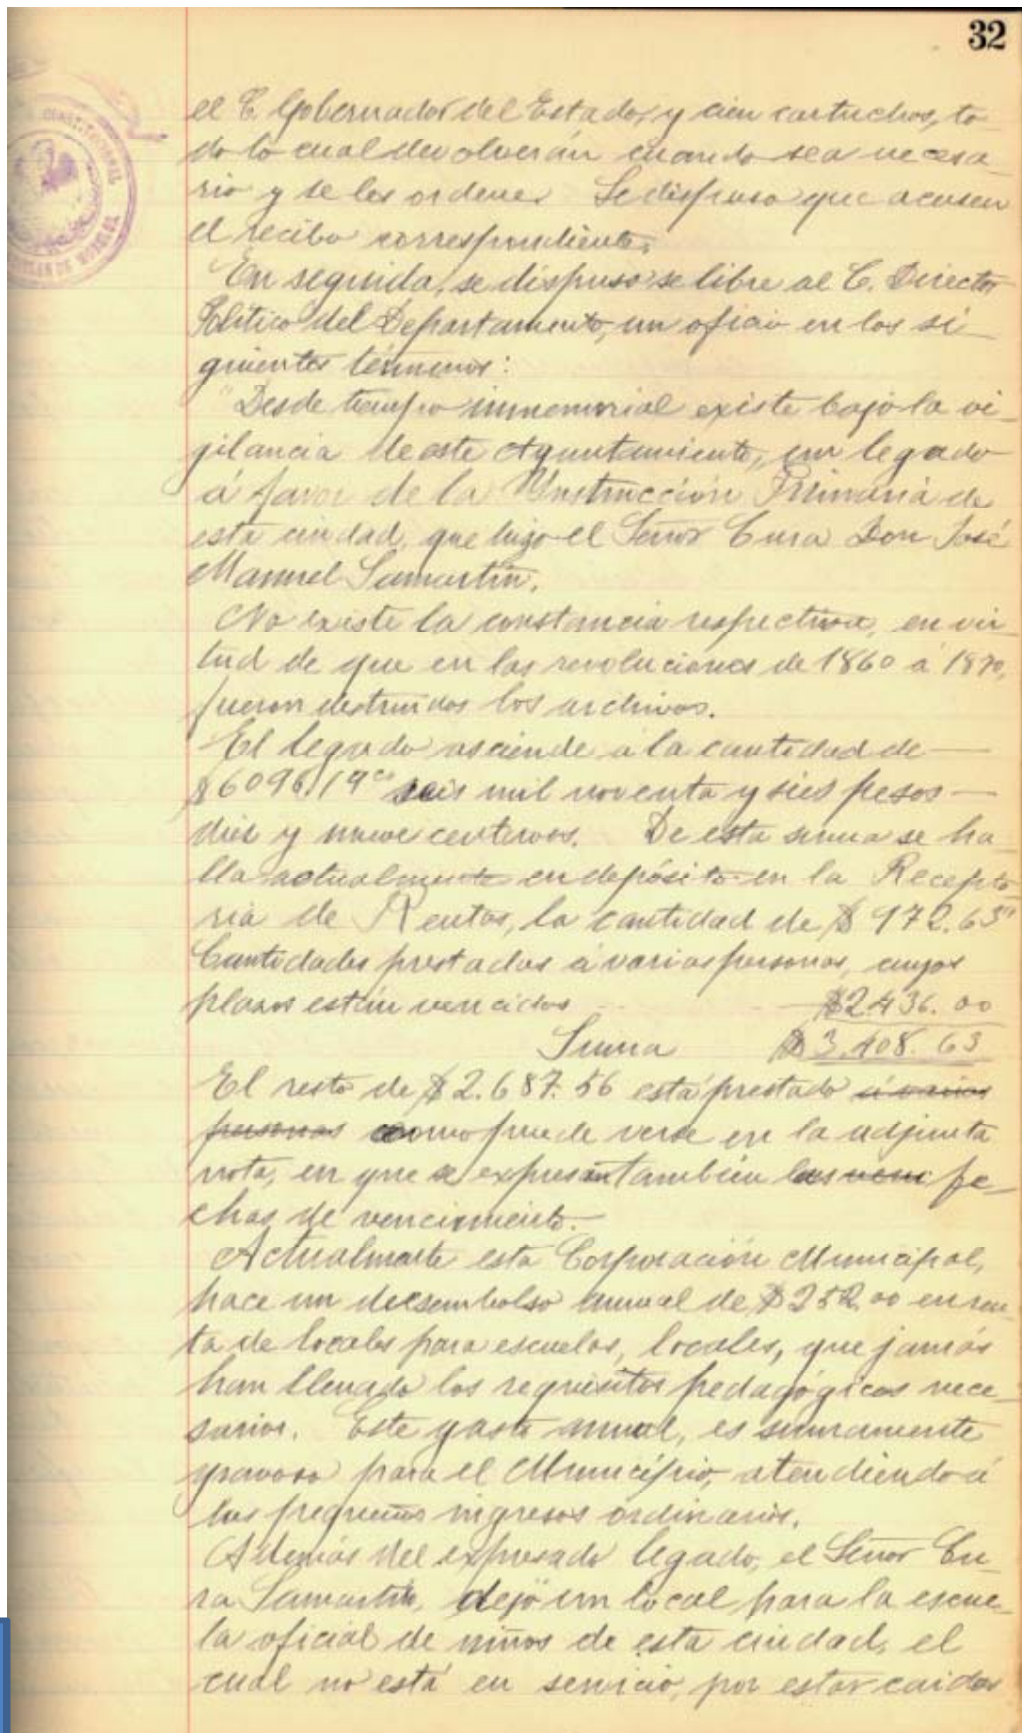 32
el C. Gobernador del Estado, y cien cartuchos, to
do lo cual devolverán cuando sea necesa
rio y se les ordene. Se dispuso que acusen
el recibo correspondiente.
En seguida, se dispuso se libre al C. Director
Político del Departamento, un oficio en los si
guientes términos:
"Desde tiempo inmemorial existe bajo la vi
gilancia de este Ayuntamiento, un legado
á favor de la Instrucción Primaria de
esta ciudad, que hizo el Señor Cura Don José
Manuel Samartín.
No existe la constancia respectiva, en vir
tud de que en las revoluciones de 1860 á 1870,
fueron destruidos los archivos.
El legado asciende á la cantidad de
$6096.19 cs seis mil noventa y seis pesos
diez y nueve centavos. De esta suma se ha
lla actualmente en depósito en la Recepto
ría de Rentas, la cantidad de $ 972.63 cs
Cantidades prestadas á varias personas, cuyos
plazos están vencidos $2.436.00
Suma $3.408.63
El resto de $2.687.56 está prestado á varias
personas como puede verse en la adjunta
nota, en que se expresan también las fe-
chas de vencimiento.-
Actualmente esta Corporación Municipal,
hace un desembolso anual de $252.00 en ren
ta de locales para escuelas, locales, que jamás
han llenado los requisitos pedagógicos nece
sarios. Este gasto anual, es sumamente
gravoso para el Municipio, atendiendo á
los pequeños ingresos ordinarios.
Además del expresado legado, el Señor Cu
ra Samartín, dejó un local para la escue-
la oficial de niños de esta ciudad, el
cual no está en servicio, por estar caidos
CONSTITUCIONAL